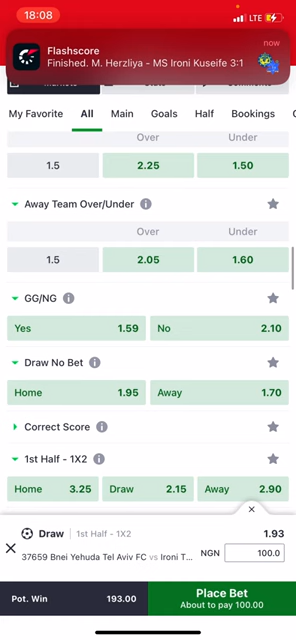 18:08
LTE
Flashscore
now
Finished. M. Herzliya - MS Ironi Kuseife 3:1
My Favorite All Main Goals Half Bookings
Over Under
1.5 2.25 1.50
Away Team Over/Under
Over Under
1.5 2.05 1.60
GG/NG
Yes 1.59 No 2.10
Draw No Bet
Home 1.95 Away 1.70
Correct Score
1st Half - 1X2
Home 3.25 Draw 2.15 Away 2.90
Draw 1st Half - 1X2 1.93
37659 Bnei Yehuda Tel Aviv FC vs Ironi T... NGN 100.0
Pot. Win 193.00 Place Bet
About to pay 100.00